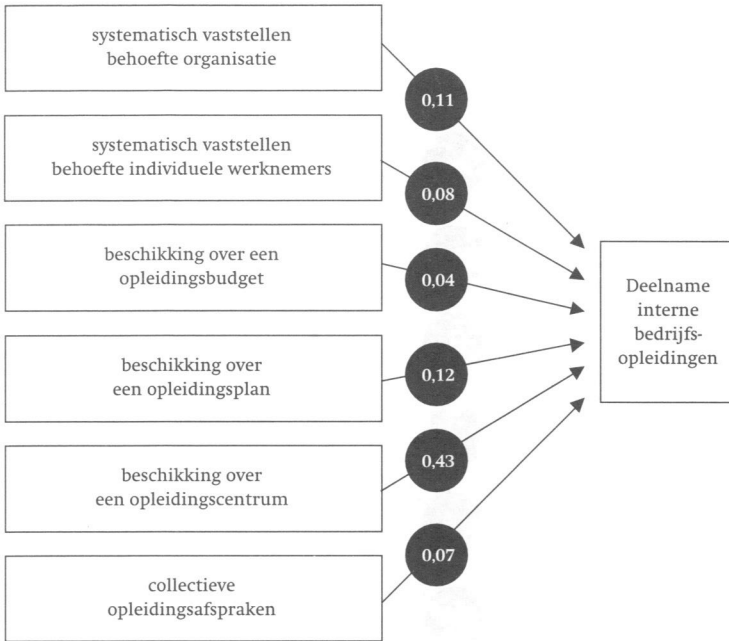 systematisch vaststellen
behoefte organisatie
0,11
systematisch vaststellen
behoefte individuele werknemers
0,08
beschikking over een
opleidingsbudget
0,04
beschikking over
een opleidingsplan
0,12
beschikking over
een opleidingscentrum
0,43
collectieve
opleidingsafspraken
0,07
Deelname
interne
bedrijfs-
opleidingen